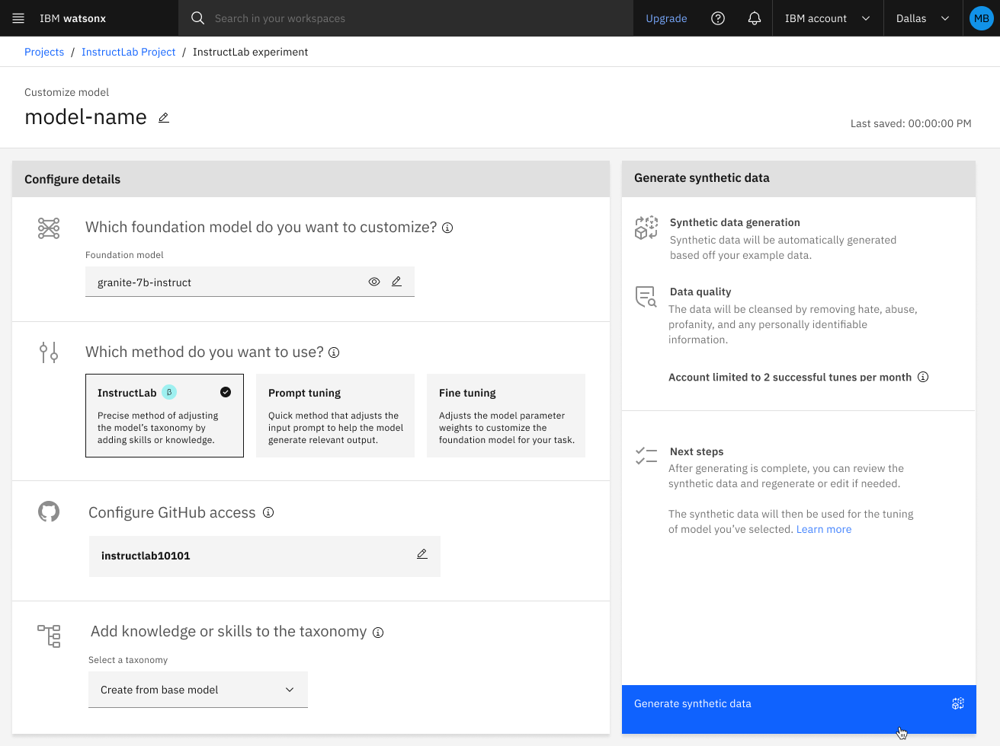 IBM watsonx
Search in your workspaces
Upgrade
IBM account
Dallas
MB
Projects / InstructLab Project / InstructLab experiment
Customize model
model-name
Last saved: 00:00:00 PM
Configure details
Which foundation model do you want to customize?
Foundation model
granite-7b-instruct
Which method do you want to use?
InstructLab β
Precise method of adjusting
the model’s taxonomy by
adding skills or knowledge.
Prompt tuning
Quick method that adjusts the
input prompt to help the model
generate relevant output.
Fine tuning
Adjusts the model parameter
weights to customize the
foundation model for your task.
Configure GitHub access
instructlab10101
Add knowledge or skills to the taxonomy
Select a taxonomy
Create from base model
Generate synthetic data
Synthetic data generation
Synthetic data will be automatically generated
based off your example data.
Data quality
The data will be cleansed by removing hate, abuse,
profanity, and any personally identifiable
information.
Account limited to 2 successful tunes per month
Next steps
After generating is complete, you can review the
synthetic data and regenerate or edit if needed.
The synthetic data will then be used for the tuning
of model you’ve selected. Learn more
Generate synthetic data